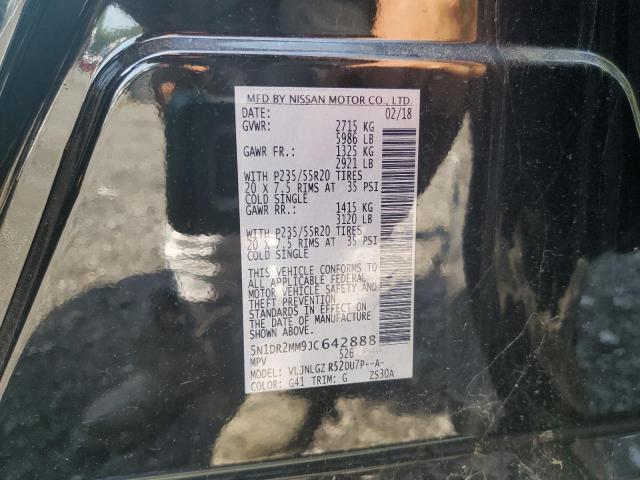 MFD BY NISSAN MOTOR CO., LTD.
DATE: 02/18
GVWR: 2715 KG
5986 LB
GAWR FR.: 1325 KG
2921 LB
WITH P235/55R20 TIRES
20 X 7.5 RIMS AT 35 PSI
COLD SINGLE
GAWR RR.: 1415 KG
3120 LB
WITH P235/55R20 TIRES
20 X 7.5 RIMS AT 35 PSI
COLD SINGLE
THIS VEHICLE CONFORMS TO
ALL APPLICABLE FEDERAL
MOTOR VEHICLE SAFETY AND
THEFT PREVENTION
STANDARDS IN EFFECT ON
THE DATE OF MANUFACTURE
SHOWN ABOVE.
5N1DR2MM9JC642888
MPV 526
MODEL: VLJNLGZ R52DU7P--A-
COLOR: G41 TRIM: G ZS30A